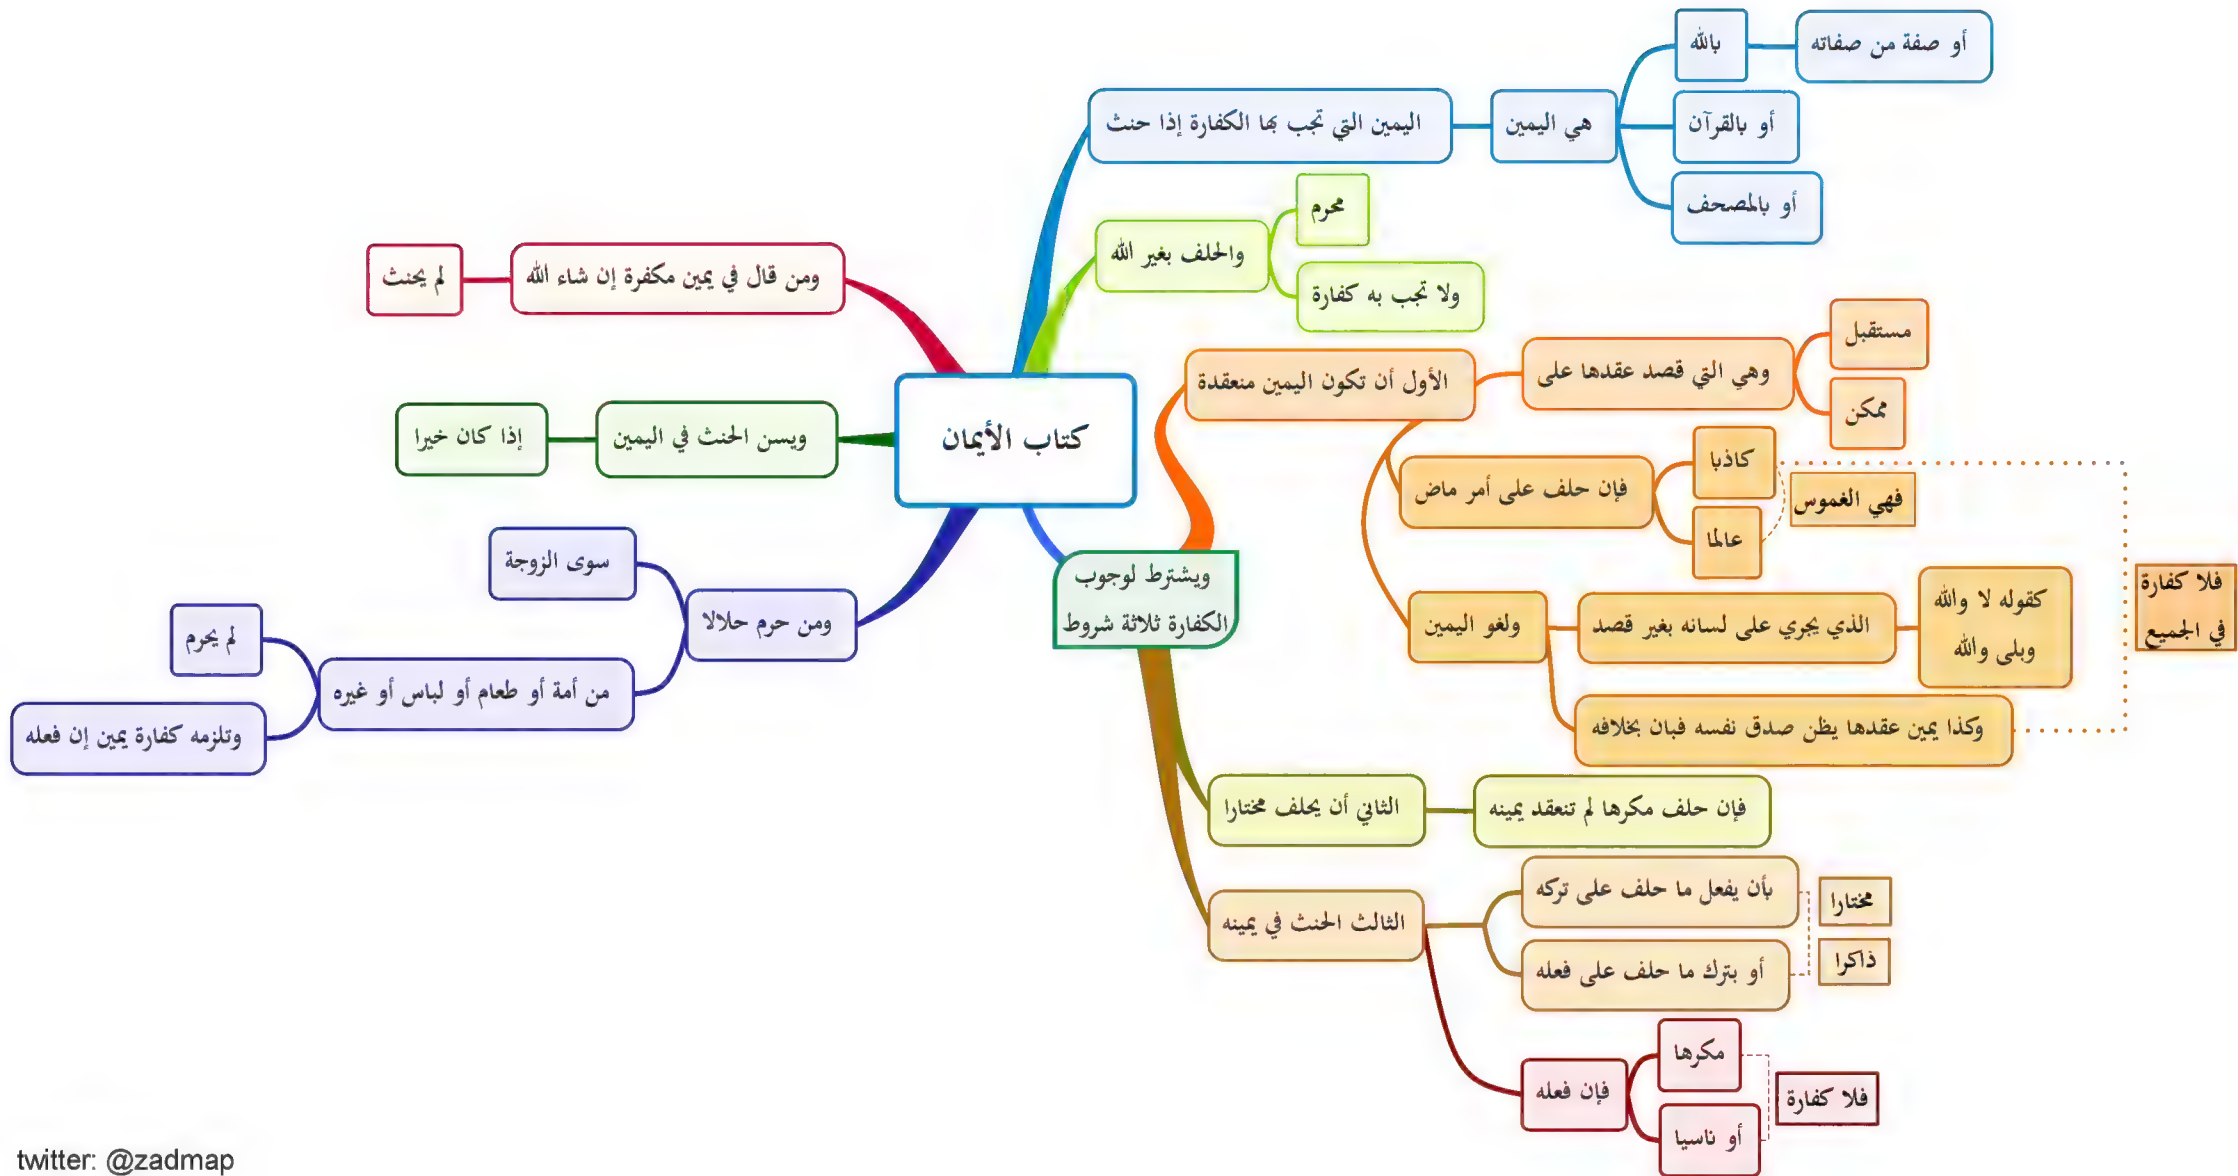 كتاب الأيمان
اليمين التي تجب بها الكفارة إذا حنث
هي اليمين
بالله
أو صفة من صفاته
أو بالقرآن
أو بالمصحف
والحلف بغير الله
محرم
ولا تجب به كفارة
ويشترط لوجوب
الكفارة ثلاثة شروط
الأول أن تكون اليمين منعقدة
وهي التي قصد عقدها على
مستقبل
ممكن
فإن حلف على أمر ماض
كاذبا
عالما
فهي الغموس
ولغو اليمين
الذي يجري على لسانه بغير قصد
كقوله لا والله
وبلى والله
وكذا يمين عقدها يظن صدق نفسه فبان بخلافه
فلا كفارة
في الجميع
الثاني أن يحلف مختارا
فإن حلف مكرها لم تنعقد يمينه
الثالث الحنث في يمينه
بأن يفعل ما حلف على تركه
أو بترك ما حلف على فعله
مختارا
ذاكرا
فإن فعله
مكرها
أو ناسيا
فلا كفارة
ومن قال في يمين مكفرة إن شاء الله
لم يحنث
ويسن الحنث في اليمين
إذا كان خيرا
ومن حرم حلالا
سوى الزوجة
من أمة أو طعام أو لباس أو غيره
لم يحرم
وتلزمه كفارة يمين إن فعله
twitter: @zadmap